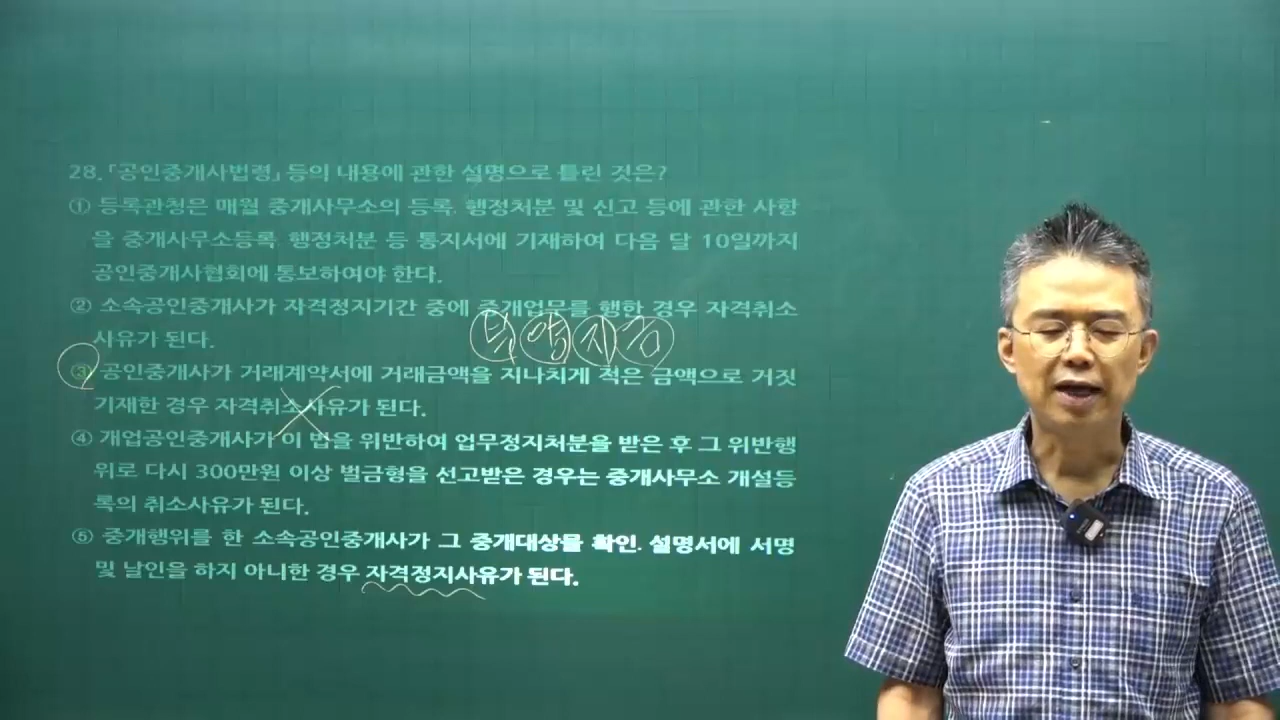 28. 「공인중개사법령」 등의 내용에 관한 설명으로 틀린 것은?
① 등록관청은 매월 중개사무소의 등록. 행정처분 및 신고 등에 관한 사항
을 중개사무소등록 행정처분 등 통지서에 기재하여 다음 달 10일까지
공인중개사협회에 통보하여야 한다.
② 소속공인중개사가 자격정지기간 중에 중개업무를 행한 경우 자격취소
사유가 된다.
③ 공인중개사가 거래계약서에 거래금액을 지나치게 적은 금액으로 거짓
기재한 경우 자격취소사유가 된다.
④ 개업공인중개사가 이 법을 위반하여 업무정지처분을 받은 후 그 위반행
위로 다시 300만원 이상 벌금형을 선고받은 경우는 중개사무소 개설등
록의 취소사유가 된다.
⑤ 중개행위를 한 소속공인중개사가 그 중개대상물 확인. 설명서에 서명
및 날인을 하지 아니한 경우 자격정지사유가 된다.